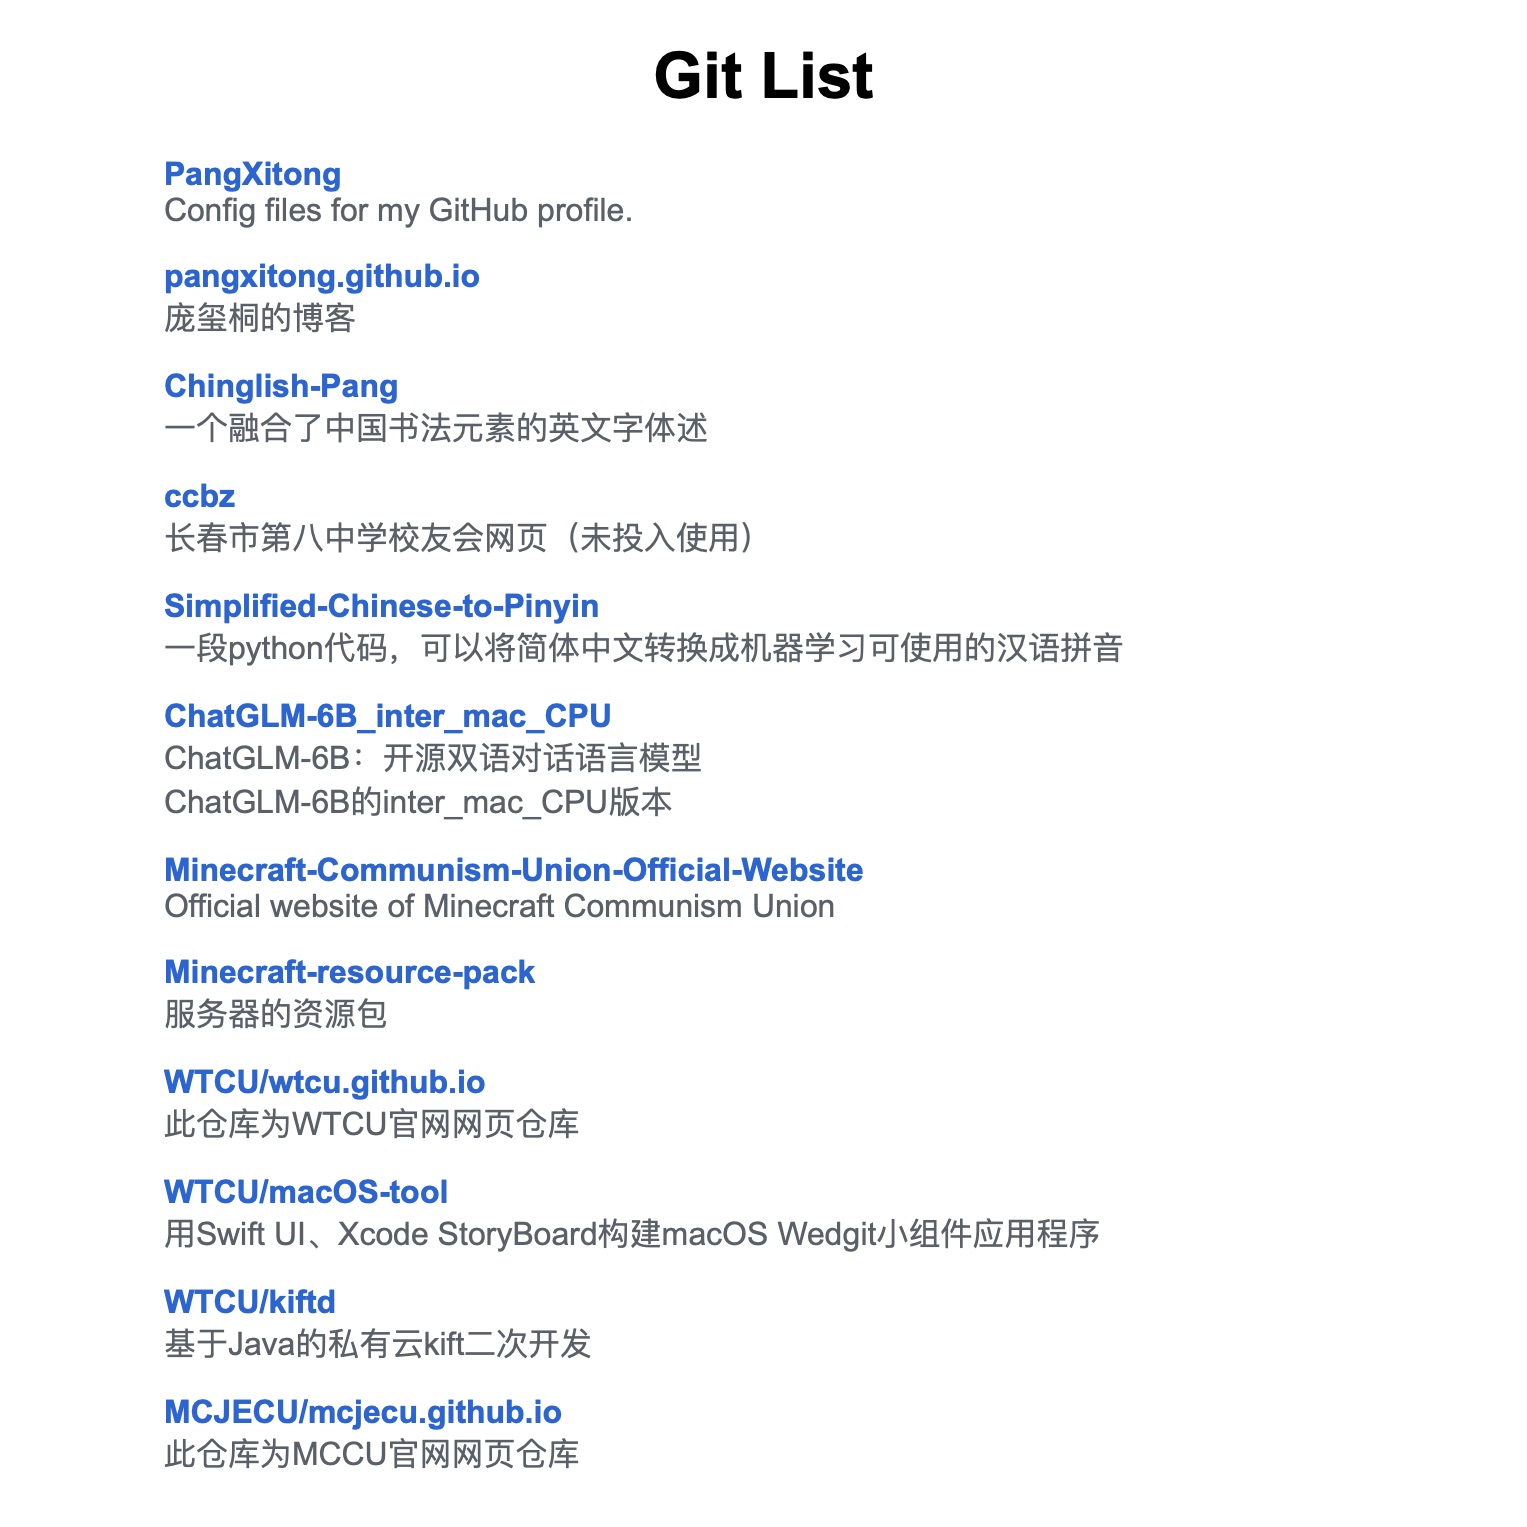 Git List
PangXitong
Config files for my GitHub profile.
pangxitong.github.io
庞玺桐的博客
Chinglish-Pang
一个融合了中国书法元素的英文字体述
ccbz
长春市第八中学校友会网页（未投入使用）
Simplified-Chinese-to-Pinyin
一段python代码，可以将简体中文转换成机器学习可使用的汉语拼音
ChatGLM-6B_inter_mac_CPU
ChatGLM-6B：开源双语对话语言模型
ChatGLM-6B的inter_mac_CPU版本
Minecraft-Communism-Union-Official-Website
Official website of Minecraft Communism Union
Minecraft-resource-pack
服务器的资源包
WTCU/wtcu.github.io
此仓库为WTCU官网网页仓库
WTCU/macOS-tool
用Swift UI、Xcode StoryBoard构建macOS Wedgit小组件应用程序
WTCU/kiftd
基于Java的私有云kift二次开发
MCJECU/mcjecu.github.io
此仓库为MCCU官网网页仓库